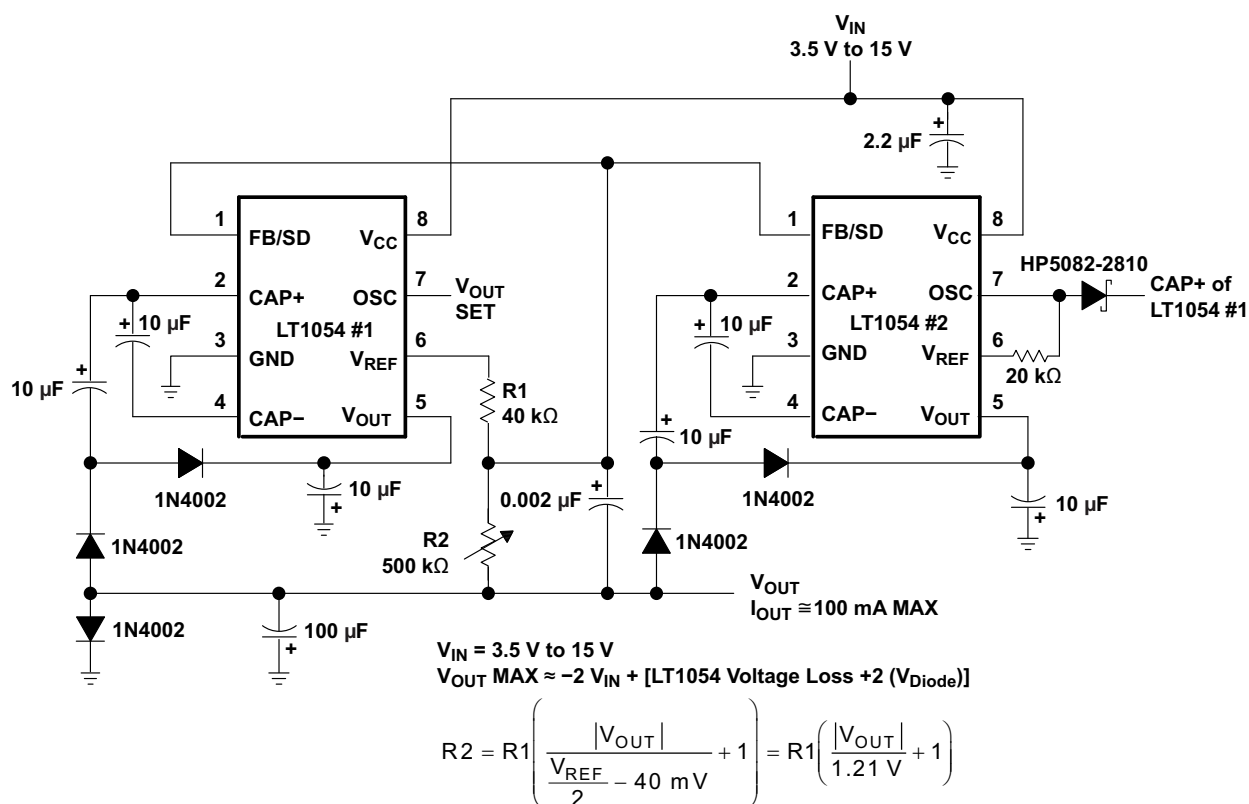 V_IN
3.5 V to 15 V
2.2 µF
+
1
FB/SD
V_CC
8
2
CAP+
OSC
7
V_OUT
SET
LT1054 #1
3
GND
V_REF
6
4
CAP−
V_OUT
5
+
10 µF
+
10 µF
R1
40 kΩ
1N4002
10 µF
+
0.002 µF
+
R2
500 kΩ
1N4002
1N4002
100 µF
+
1
FB/SD
V_CC
8
2
CAP+
OSC
7
HP5082-2810
CAP+ of
LT1054 #1
LT1054 #2
3
GND
V_REF
6
20 kΩ
4
CAP−
V_OUT
5
+
10 µF
+
10 µF
1N4002
10 µF
+
1N4002
V_OUT
I_OUT ≅ 100 mA MAX
V_IN = 3.5 V to 15 V
V_OUT MAX ≈ −2 V_IN + [LT1054 Voltage Loss +2 (V_Diode)]
R2 = R1 ( |V_OUT| / (V_REF / 2 − 40 mV) + 1 ) = R1 ( |V_OUT| / 1.21 V + 1 )